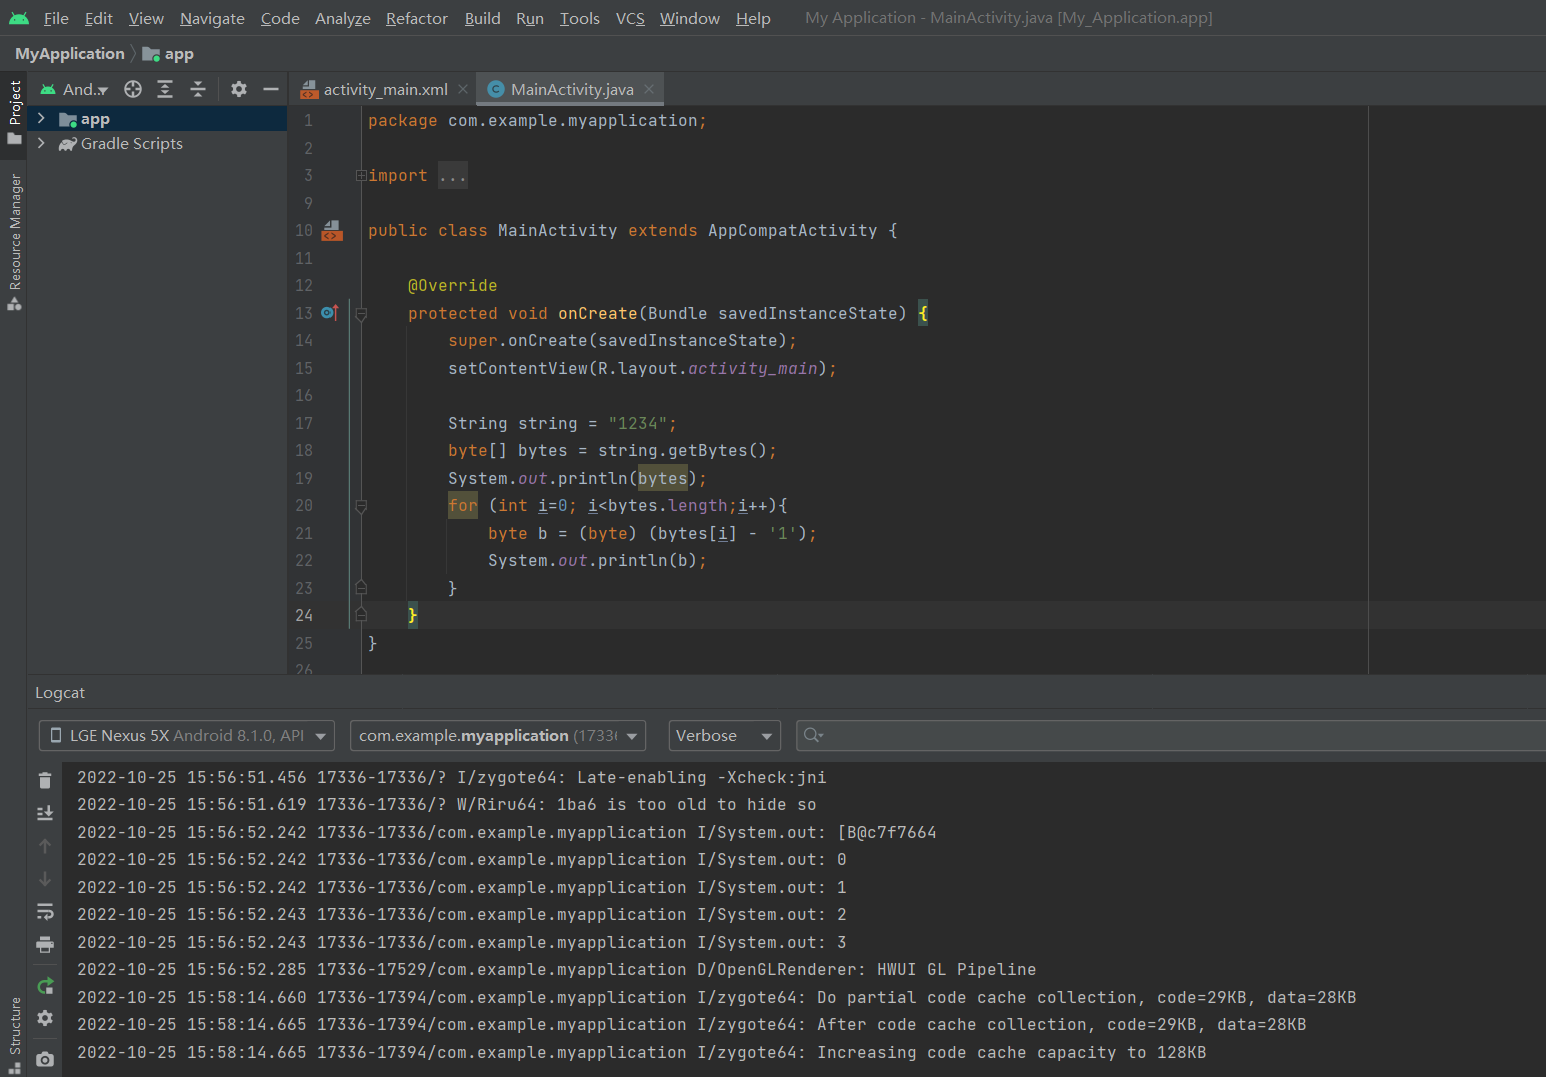 File Edit View Navigate Code Analyze Refactor Build Run Tools VCS Window Help My Application - MainActivity.java [My_Application.app]
MyApplication app
Project
And.. activity_main.xml MainActivity.java
app
Gradle Scripts
Resource Manager
1 package com.example.myapplication;
2
3 import ...
9
10 public class MainActivity extends AppCompatActivity {
11
12 @Override
13 protected void onCreate(Bundle savedInstanceState) {
14 super.onCreate(savedInstanceState);
15 setContentView(R.layout.activity_main);
16
17 String string = "1234";
18 byte[] bytes = string.getBytes();
19 System.out.println(bytes);
20 for (int i=0; i<bytes.length;i++){
21 byte b = (byte) (bytes[i] - '1');
22 System.out.println(b);
23 }
24 }
25 }
26
Logcat
LGE Nexus 5X Android 8.1.0, API com.example.myapplication (1733 Verbose
2022-10-25 15:56:51.456 17336-17336/? I/zygote64: Late-enabling -Xcheck:jni
2022-10-25 15:56:51.619 17336-17336/? W/Riru64: 1ba6 is too old to hide so
2022-10-25 15:56:52.242 17336-17336/com.example.myapplication I/System.out: [B@c7f7664
2022-10-25 15:56:52.242 17336-17336/com.example.myapplication I/System.out: 0
2022-10-25 15:56:52.242 17336-17336/com.example.myapplication I/System.out: 1
2022-10-25 15:56:52.243 17336-17336/com.example.myapplication I/System.out: 2
2022-10-25 15:56:52.243 17336-17336/com.example.myapplication I/System.out: 3
2022-10-25 15:56:52.285 17336-17529/com.example.myapplication D/OpenGLRenderer: HWUI GL Pipeline
2022-10-25 15:58:14.660 17336-17394/com.example.myapplication I/zygote64: Do partial code cache collection, code=29KB, data=28KB
2022-10-25 15:58:14.665 17336-17394/com.example.myapplication I/zygote64: After code cache collection, code=29KB, data=28KB
2022-10-25 15:58:14.665 17336-17394/com.example.myapplication I/zygote64: Increasing code cache capacity to 128KB
Structure